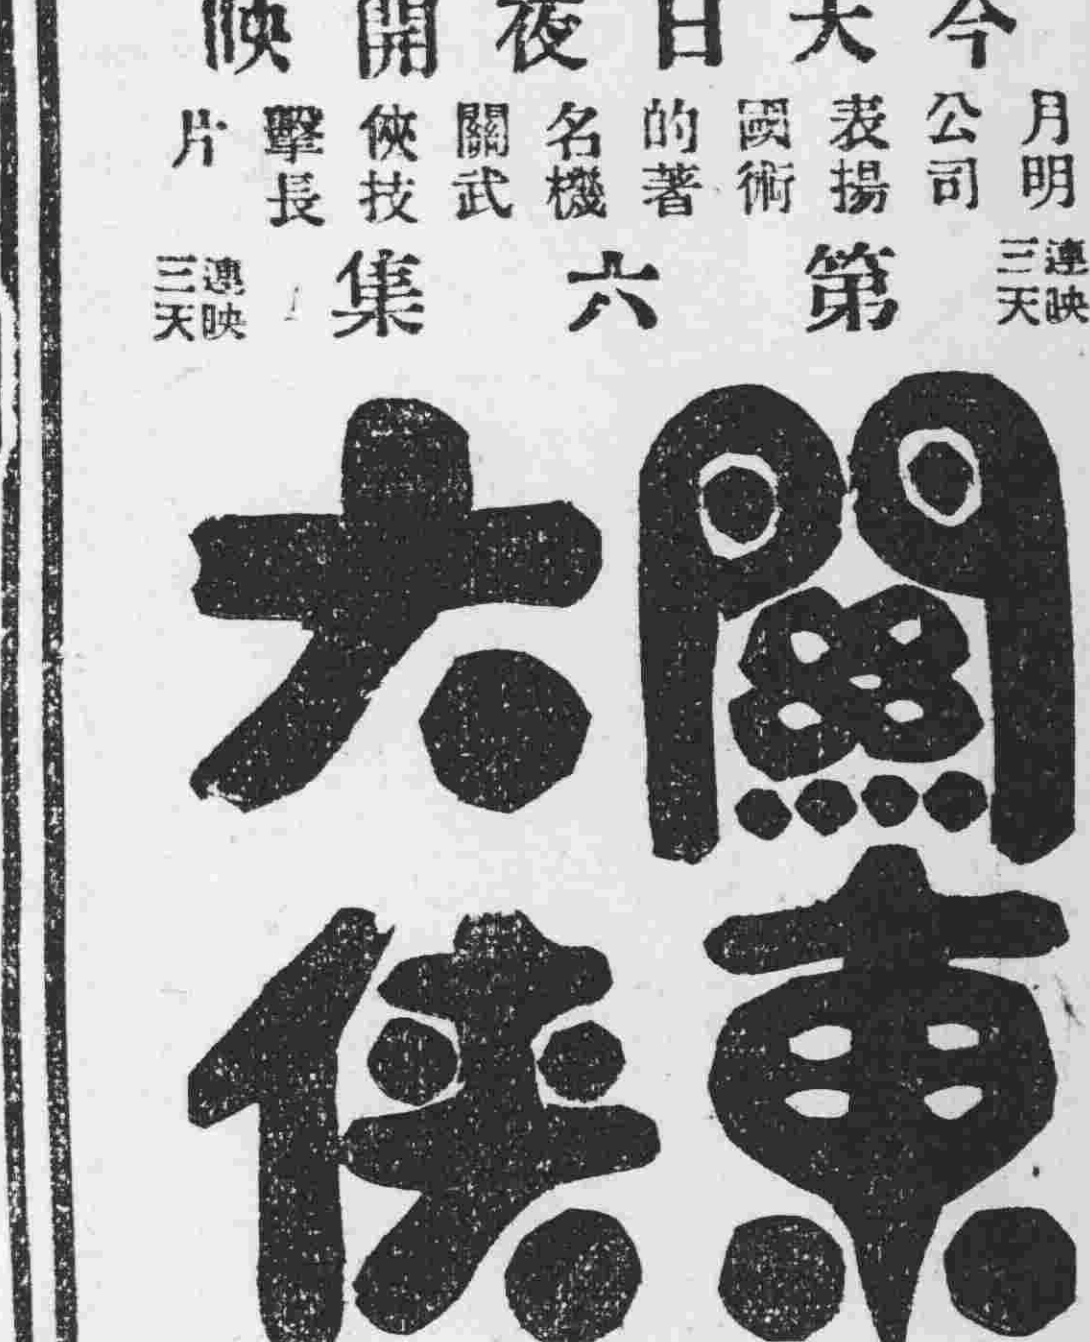 今天日夜開映
月明公司表揚國術的著名機關武俠技擊長片
連映三天
第六集
連映三天
關東大俠